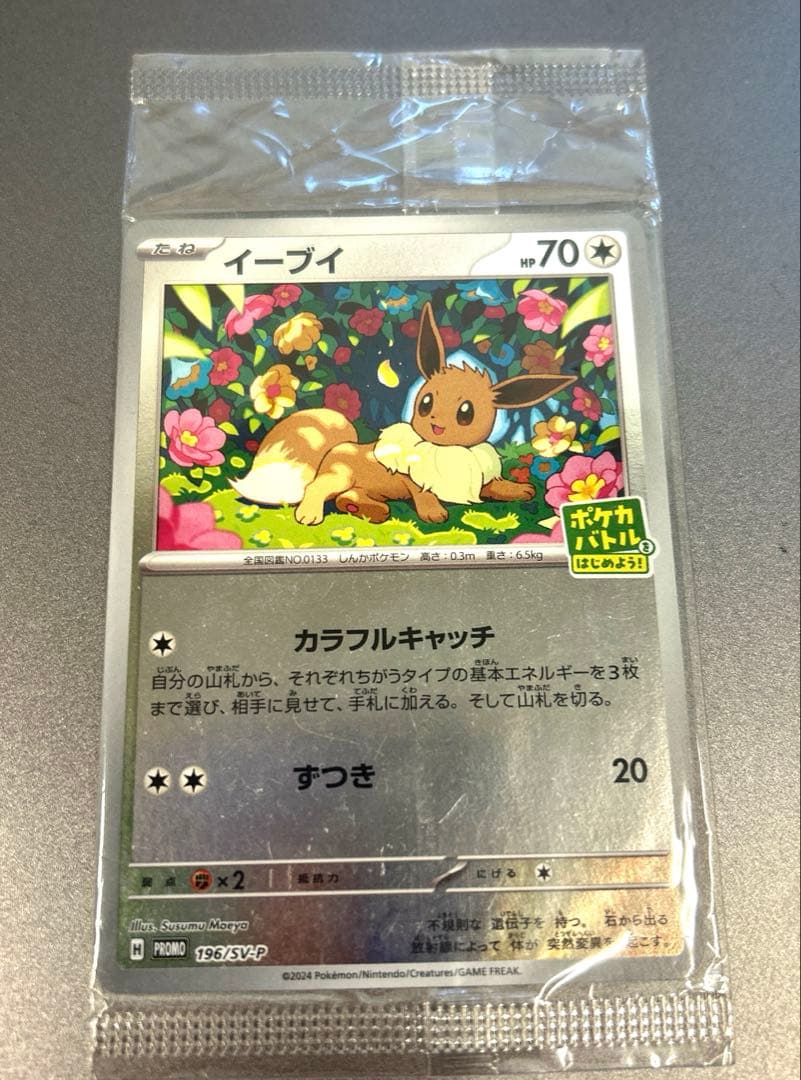 たね イーブイ HP70
全国図鑑NO.0133 しんかポケモン 高さ:0.3m 重さ:6.5kg
ポケカ
バトルを
はじめよう!
カラフルキャッチ
自分の山札から、それぞれちがうタイプの基本エネルギーを3枚
まで選び、相手に見せて、手札に加える。そして山札を切る。
ずつき 20
弱点 ×2 抵抗力 にげる
Illus. Susumu Maeya
不規則な 遺伝子を 持つ。 石から出る
放射線によって 体が 突然変異を 起こす。
H PROMO 196/SV-P
©2024 Pokémon/Nintendo/Creatures/GAME FREAK.